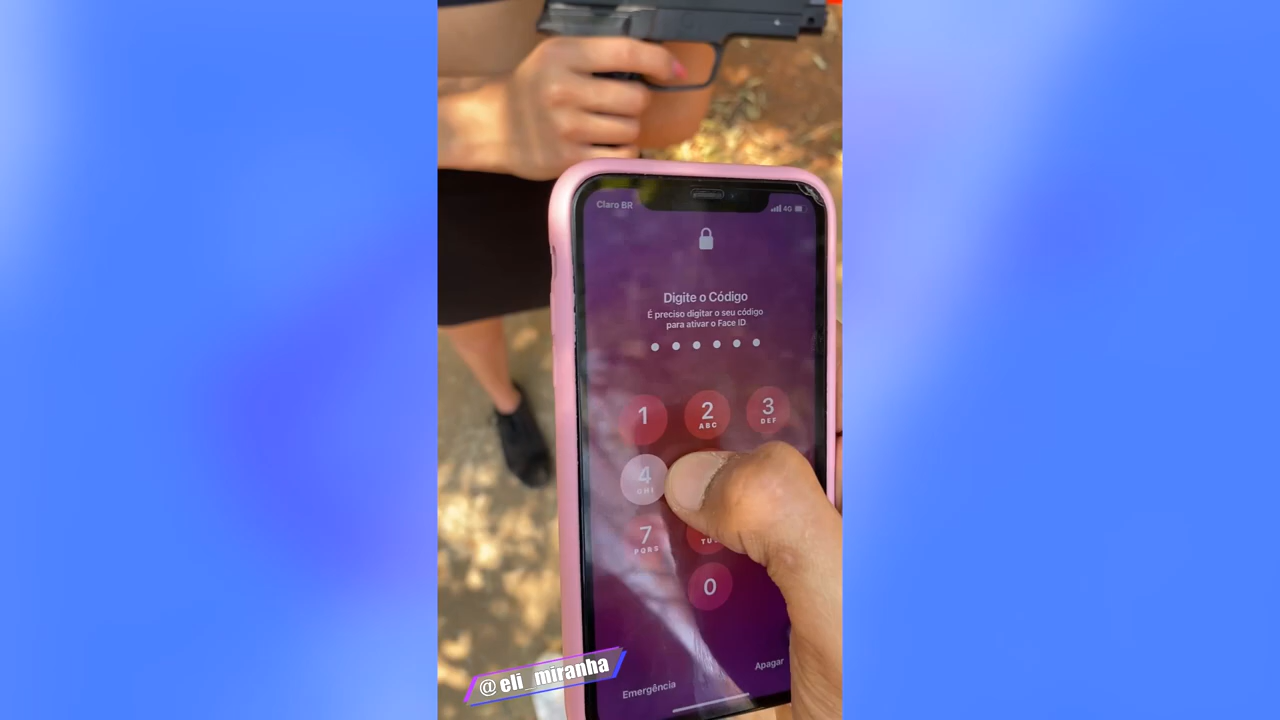 Claro BR
4G
Digite o Código
É preciso digitar o seu código
para ativar o Face ID
1
2
ABC
3
DEF
4
GHI
7
PQRS
0
Apagar
Emergência
@eli_miranha